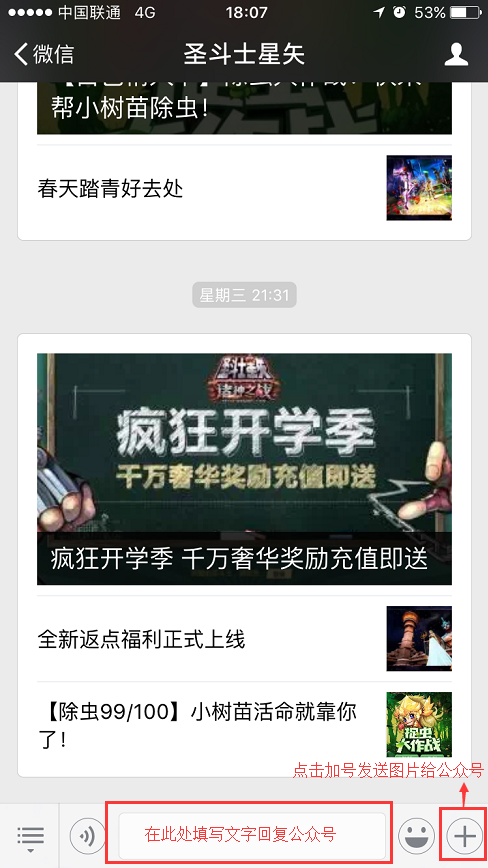 中国联通 4G 18:07 53%
微信 圣斗士星矢
帮小树苗除虫！
春天踏青好去处
星期三 21:31
圣斗士星矢
诸神之战
疯狂开学季
千万奢华奖励充值即送
疯狂开学季 千万奢华奖励充值即送
全新返点福利正式上线
【除虫99/100】小树苗活命就靠你
了！
捉虫
大作战
点击加号发送图片给公众号
在此处填写文字回复公众号